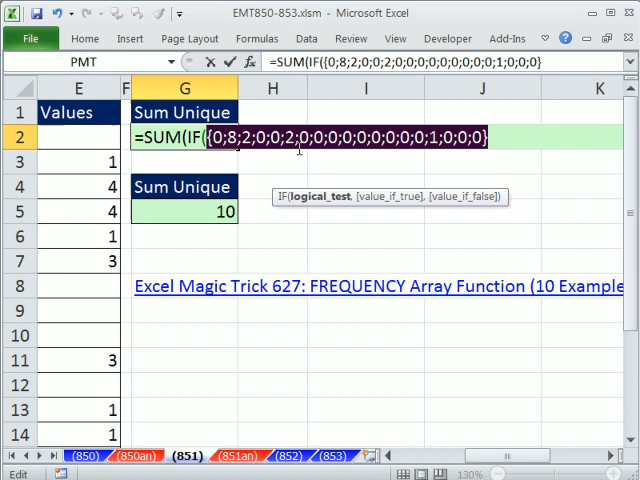 EMT850-853.xlsm - Microsoft Excel
File Home Insert Page Layout Formulas Data Review View Developer Add-Ins
PMT =SUM(IF({0;8;2;0;0;2;0;0;0;0;0;0;0;0;0;1;0;0;0}
E F G H I J K
1 Values Sum Unique
2 =SUM(IF({0;8;2;0;0;2;0;0;0;0;0;0;0;0;0;1;0;0;0}
3 1
4 4 Sum Unique
IF(logical_test, [value_if_true], [value_if_false])
5 4 10
6 1
7 3
8 Excel Magic Trick 627: FREQUENCY Array Function (10 Example
9
10
11 3
12
13 1
14 1
(850) (850an) (851) (851an) (852) (853)
Edit 130%